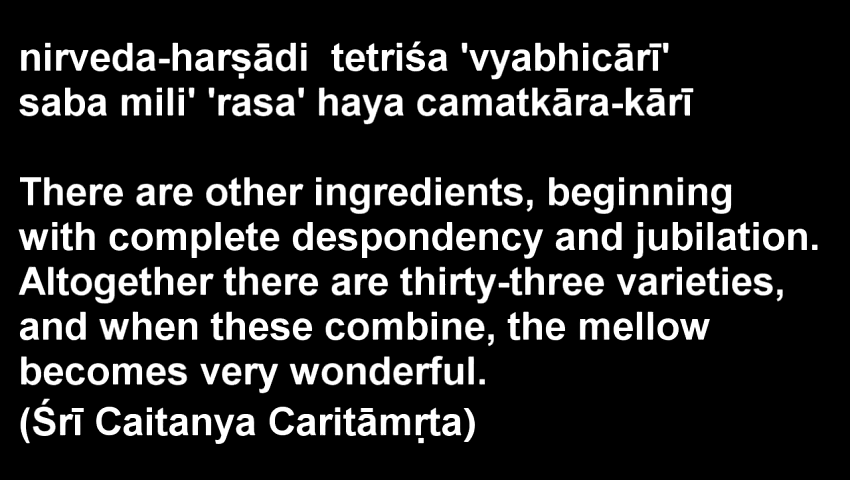 nirveda-harṣādi tetriśa 'vyabhicārī'
saba mili' 'rasa' haya camatkāra-kārī
There are other ingredients, beginning
with complete despondency and jubilation.
Altogether there are thirty-three varieties,
and when these combine, the mellow
becomes very wonderful.
(Śrī Caitanya Caritāmṛta)